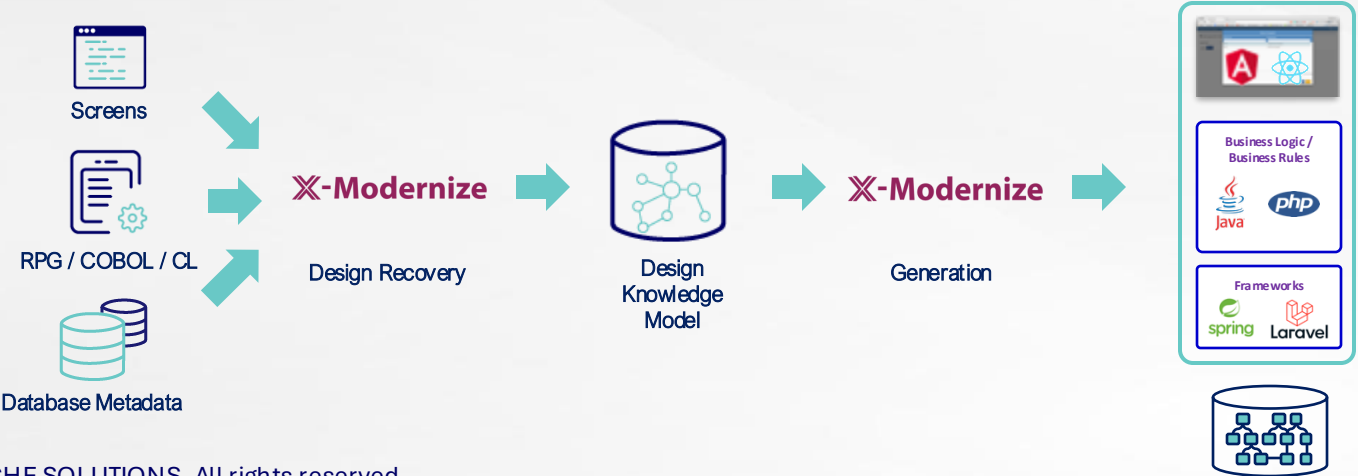 Screens
RPG / COBOL / CL
Database Metadata
X-Modernize
Design Recovery
Design
Knowledge
Model
X-Modernize
Generation
Business Logic /
Business Rules
Java
php
Frameworks
spring
Laravel
SOLUTIONS. All rights reserved